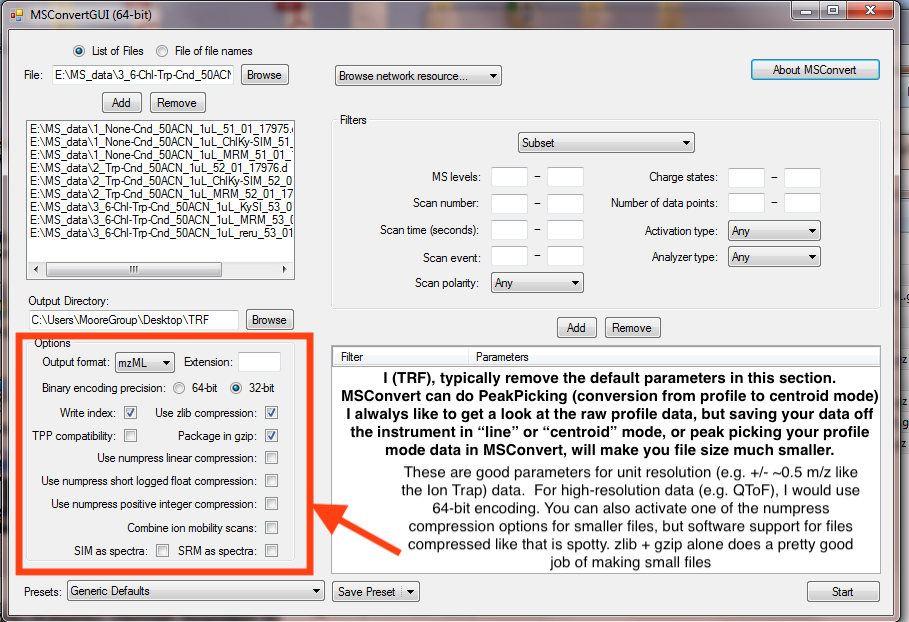 MSConvertGUI (64-bit)
List of Files File of file names
File: E:\MS_data\3_6-Chl-Trp-Cnd_50ACN Browse
Browse network resource...
About MSConvert
Add Remove
E:\MS_data\1_None-Cnd_50ACN_1uL_51_01_17975.d
E:\MS_data\1_None-Cnd_50ACN_1uL_ChlKy-SIM_51_
E:\MS_data\1_None-Cnd_50ACN_1uL_MRM_51_01_1
E:\MS_data\2_Trp-Cnd_50ACN_1uL_52_01_17976.d
E:\MS_data\2_Trp-Cnd_50ACN_1uL_ChlKy-SIM_52_0
E:\MS_data\2_Trp-Cnd_50ACN_1uL_MRM_52_01_17
E:\MS_data\3_6-Chl-Trp-Cnd_50ACN_1uL_KySI_53_0
E:\MS_data\3_6-Chl-Trp-Cnd_50ACN_1uL_MRM_53_0
E:\MS_data\3_6-Chl-Trp-Cnd_50ACN_1uL_reru_53_01
Output Directory:
C:\Users\MooreGroup\Desktop\TRF Browse
Options
Output format: mzML Extension:
Binary encoding precision: 64-bit 32-bit
Write index: Use zlib compression:
TPP compatibility: Package in gzip:
Use numpress linear compression:
Use numpress short logged float compression:
Use numpress positive integer compression:
Combine ion mobility scans:
SIM as spectra: SRM as spectra:
Presets: Generic Defaults Save Preset Start
Filters
Subset
MS levels: – Charge states: –
Scan number: – Number of data points: –
Scan time (seconds): – Activation type: Any
Scan event: – Analyzer type: Any
Scan polarity: Any
Add Remove
Filter Parameters
I (TRF), typically remove the default parameters in this section.
MSConvert can do PeakPicking (conversion from profile to centroid mode)
I alwalys like to get a look at the raw profile data, but saving your data off
the instrument in “line” or “centroid” mode, or peak picking your profile
mode data in MSConvert, will make you file size much smaller.
These are good parameters for unit resolution (e.g. +/- ~0.5 m/z like
the Ion Trap) data. For high-resolution data (e.g. QToF), I would use
64-bit encoding. You can also activate one of the numpress
compression options for smaller files, but software support for files
compressed like that is spotty. zlib + gzip alone does a pretty good
job of making small files